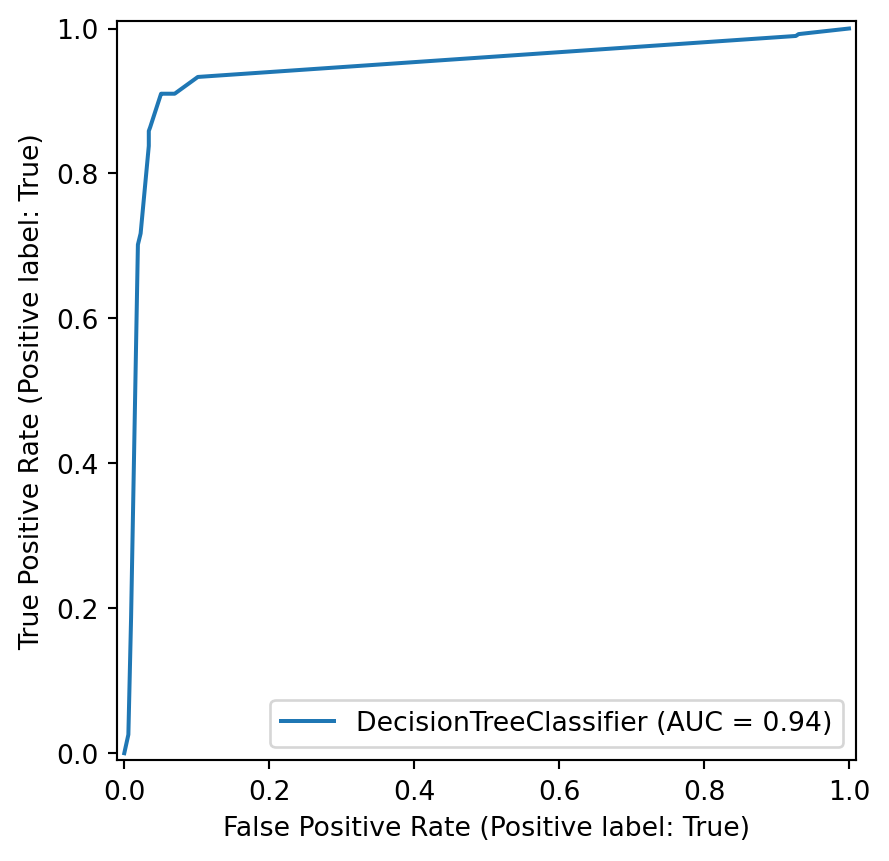 1.0
0.8
0.6
0.4
0.2
0.0
True Positive Rate (Positive label: True)
DecisionTreeClassifier (AUC = 0.94)
0.0 0.2 0.4 0.6 0.8 1.0
False Positive Rate (Positive label: True)